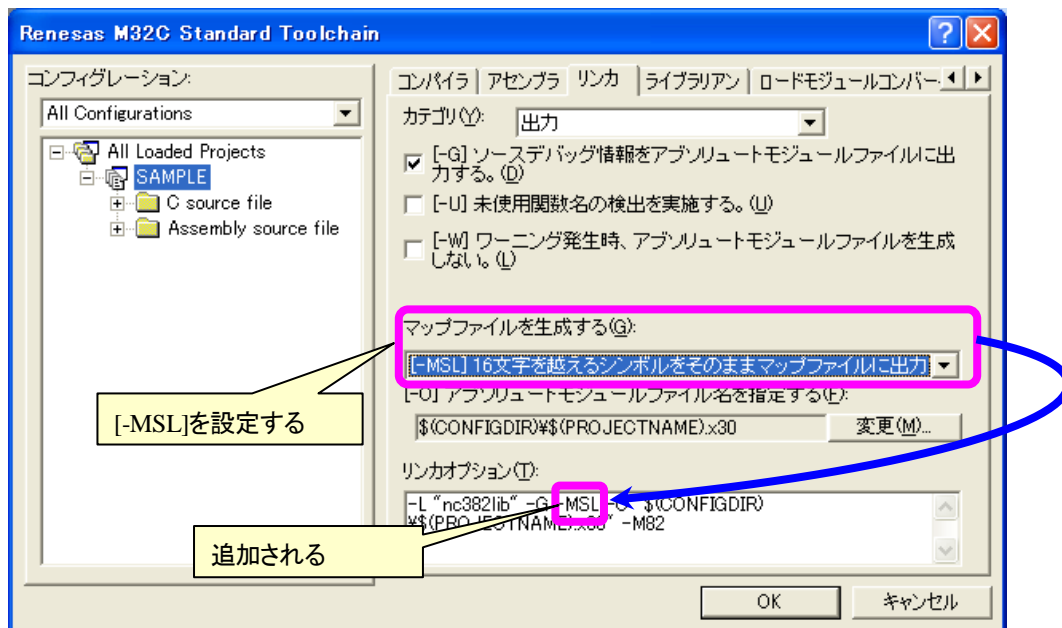 Renesas M32C Standard Toolchain
コンフィグレーション:
All Configurations
All Loaded Projects
SAMPLE
C source file
Assembly source file
コンパイラ アセンブラ リンカ ライブラリアン ロードモジュールコンバー
カテゴリ(Y):
出力
[-G] ソースデバッグ情報をアブソリュートモジュールファイルに出
力する。(D)
[-U] 未使用関数名の検出を実施する。(U)
[-W] ワーニング発生時、アブソリュートモジュールファイルを生成
しない。(L)
マップファイルを生成する(G):
[-MSL] 16文字を越えるシンボルをそのままマップファイルに出力
[-O] アブソリュートモジュールファイル名を指定する(F):
$(CONFIGDIR)¥$(PROJECTNAME).x30
変更(M)...
[-MSL]を設定する
リンカオプション(T):
-L "nc382lib" -G -MSL $(CONFIGDIR)
-M82
追加される
OK
キャンセル